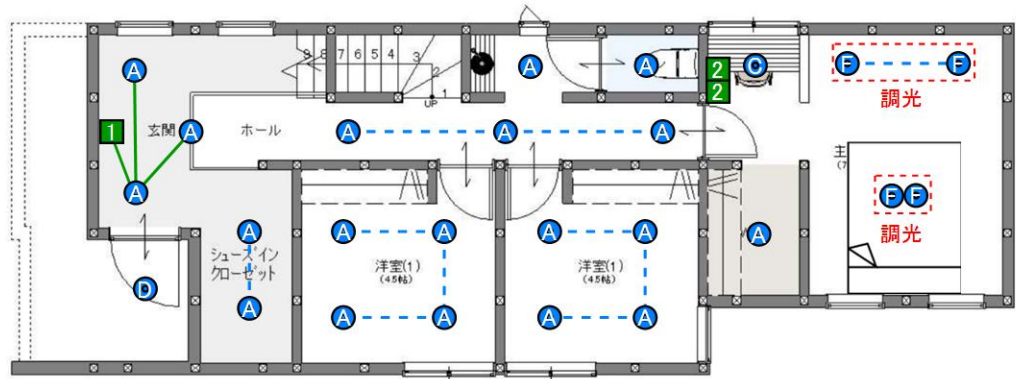 9 8 7 6 5 4 3
2
1
UP
A A A C F F
2
2
調光
A
1
玄関
A
ホール
A A A
主
A
F F
調光
A
シューズイン
クローゼット
A
A A
洋室(1)
(4.5帖)
A A
A A
洋室(1)
(4.5帖)
A A
A
D